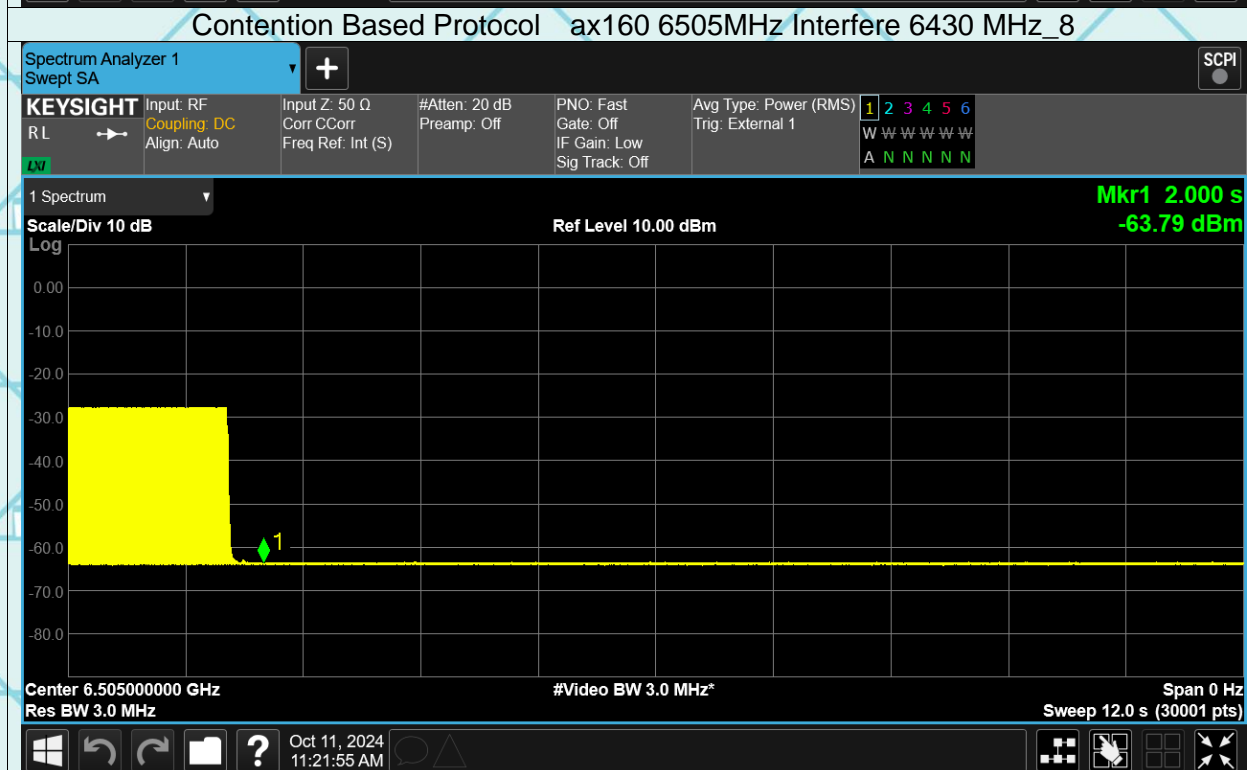 Contention Based Protocol ax160 6505MHz Interfere 6430 MHz_8
Spectrum Analyzer 1
Swept SA
+
SCPI
KEYSIGHT
RL
LXI
Input: RF
Coupling: DC
Align: Auto
Input Z: 50 Ω
Corr CCorr
Freq Ref: Int (S)
#Atten: 20 dB
Preamp: Off
PNO: Fast
Gate: Off
IF Gain: Low
Sig Track: Off
Avg Type: Power (RMS)
Trig: External 1
1 2 3 4 5 6
W W W W W W
A N N N N N
1 Spectrum
Mkr1 2.000 s
Scale/Div 10 dB
Ref Level 10.00 dBm
-63.79 dBm
Log
0.00
-10.0
-20.0
-30.0
-40.0
-50.0
1
-60.0
-70.0
-80.0
Center 6.505000000 GHz
#Video BW 3.0 MHz*
Span 0 Hz
Res BW 3.0 MHz
Sweep 12.0 s (30001 pts)
?
Oct 11, 2024
11:21:55 AM